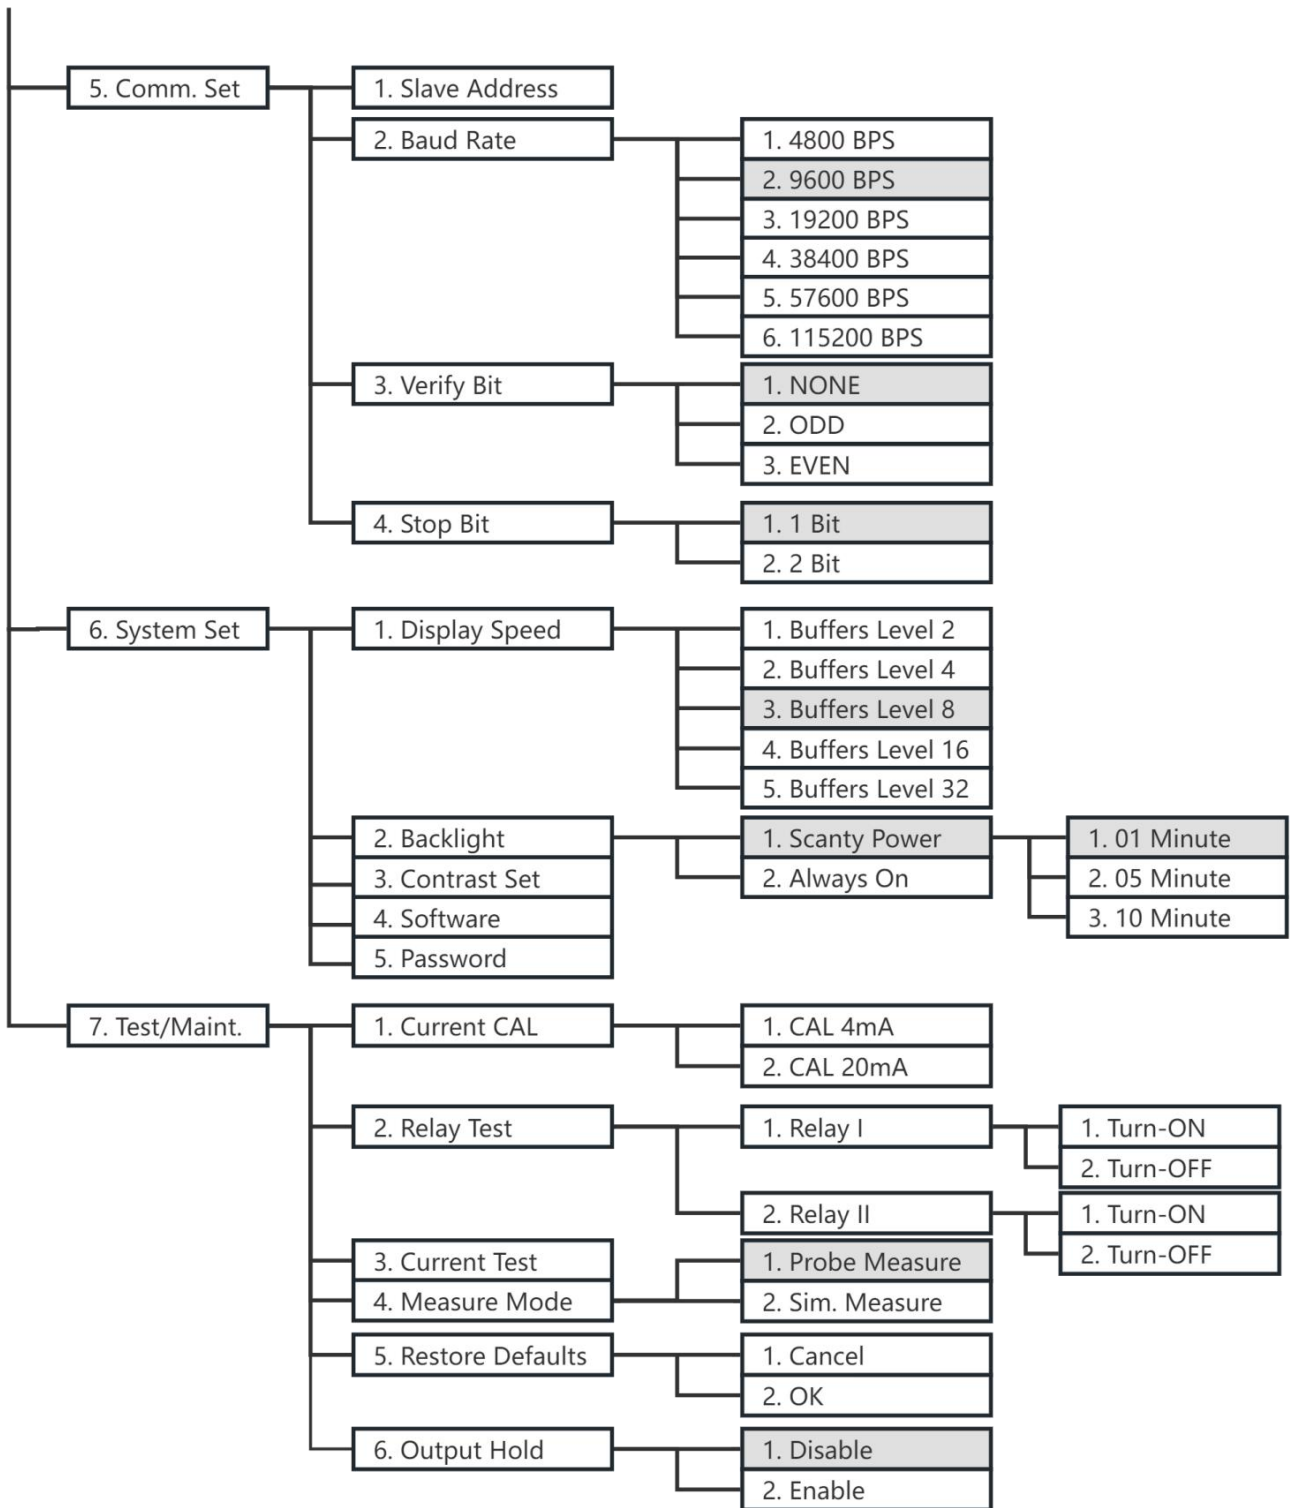 5. Comm. Set
1. Slave Address
2. Baud Rate
1. 4800 BPS
2. 9600 BPS
3. 19200 BPS
4. 38400 BPS
5. 57600 BPS
6. 115200 BPS
3. Verify Bit
1. NONE
2. ODD
3. EVEN
4. Stop Bit
1. 1 Bit
2. 2 Bit
6. System Set
1. Display Speed
1. Buffers Level 2
2. Buffers Level 4
3. Buffers Level 8
4. Buffers Level 16
5. Buffers Level 32
2. Backlight
1. Scanty Power
1. 01 Minute
2. 05 Minute
3. 10 Minute
2. Always On
3. Contrast Set
4. Software
5. Password
7. Test/Maint.
1. Current CAL
1. CAL 4mA
2. CAL 20mA
2. Relay Test
1. Relay I
1. Turn-ON
2. Turn-OFF
2. Relay II
1. Turn-ON
2. Turn-OFF
3. Current Test
4. Measure Mode
1. Probe Measure
2. Sim. Measure
5. Restore Defaults
1. Cancel
2. OK
6. Output Hold
1. Disable
2. Enable